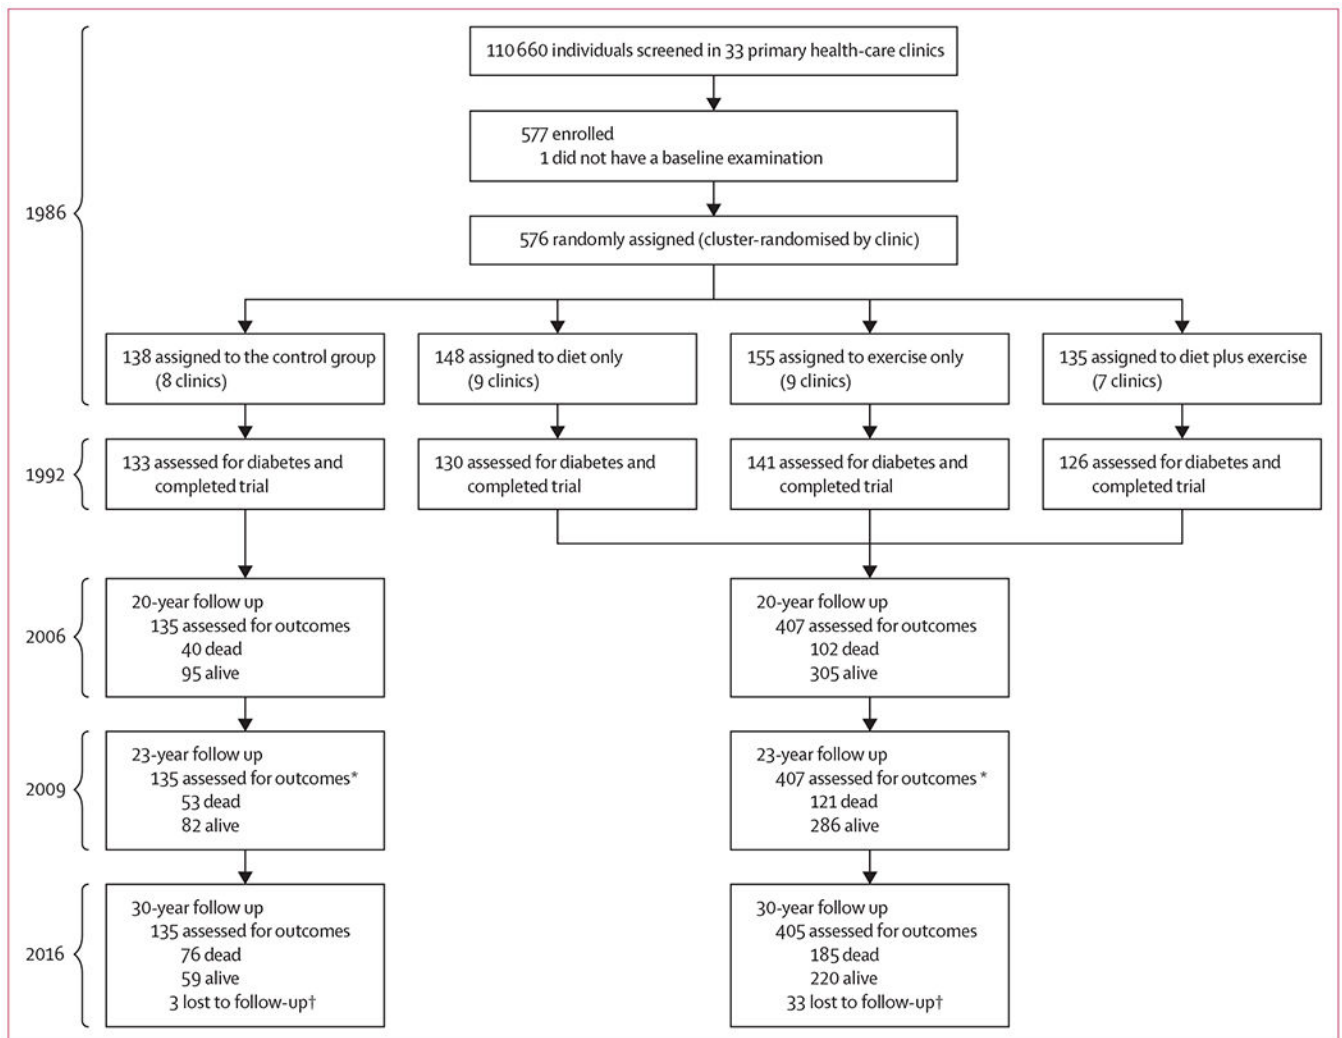 110 660 individuals screened in 33 primary health-care clinics
577 enrolled
1 did not have a baseline examination
1986
576 randomly assigned (cluster-randomised by clinic)
138 assigned to the control group
(8 clinics)
148 assigned to diet only
(9 clinics)
155 assigned to exercise only
(9 clinics)
135 assigned to diet plus exercise
(7 clinics)
1992
133 assessed for diabetes and
completed trial
130 assessed for diabetes and
completed trial
141 assessed for diabetes and
completed trial
126 assessed for diabetes and
completed trial
2006
20-year follow up
135 assessed for outcomes
40 dead
95 alive
20-year follow up
407 assessed for outcomes
102 dead
305 alive
2009
23-year follow up
135 assessed for outcomes*
53 dead
82 alive
23-year follow up
407 assessed for outcomes *
121 dead
286 alive
2016
30-year follow up
135 assessed for outcomes
76 dead
59 alive
3 lost to follow-up†
30-year follow up
405 assessed for outcomes
185 dead
220 alive
33 lost to follow-up†